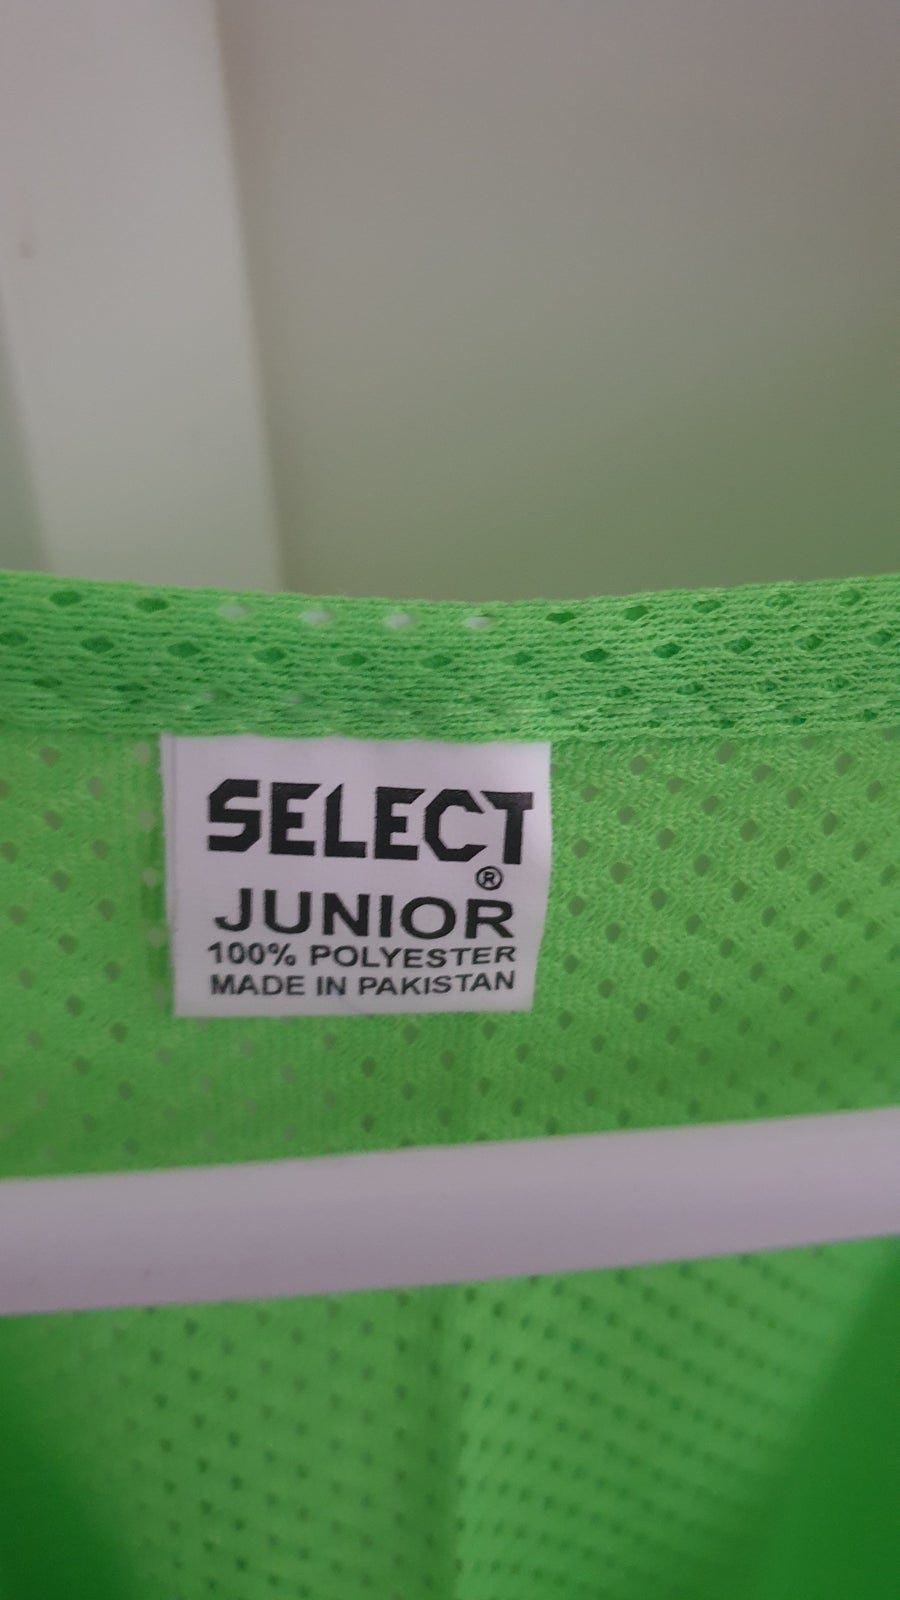 SELECT
®
JUNIOR
100% POLYESTER
MADE IN PAKISTAN